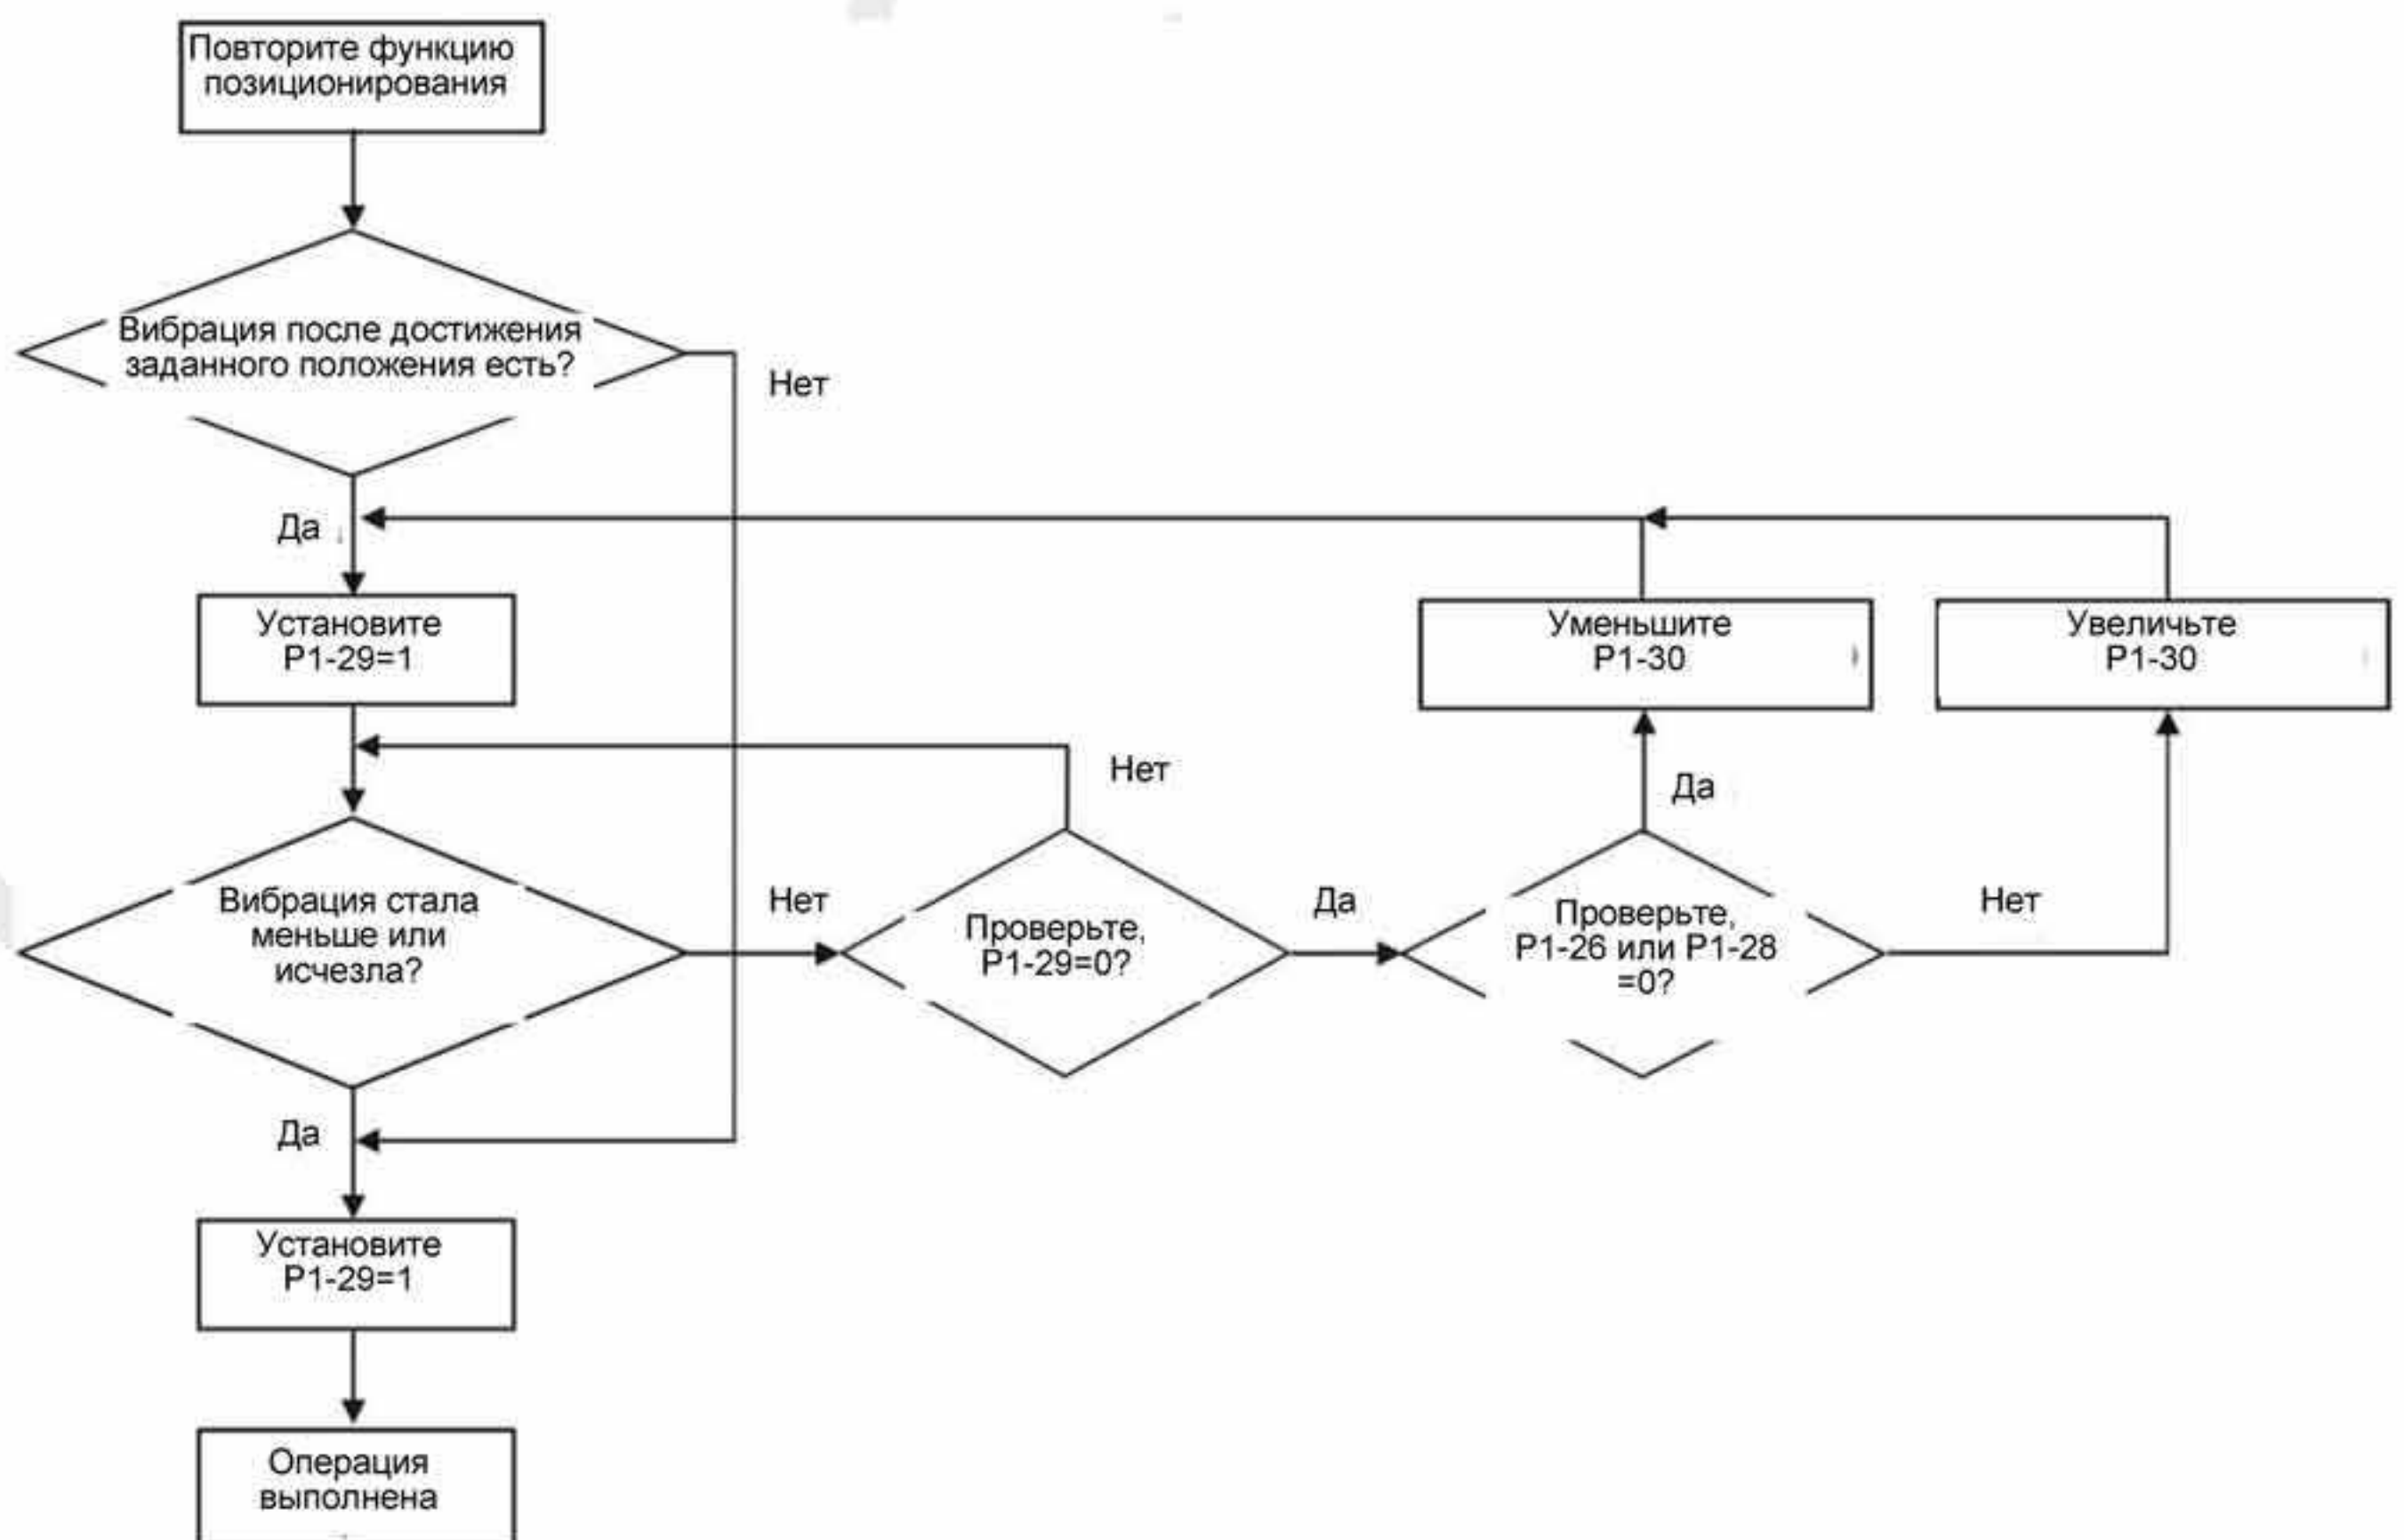 Повторите функцию
позиционирования
Вибрация после достижения
заданного положения есть?
Нет
Да
Установите
P1-29=1
Уменьшите
P1-30
Увеличьте
P1-30
Нет
Да
Вибрация стала
меньше или
исчезла?
Нет
Проверьте,
P1-29=0?
Да
Проверьте,
P1-26 или P1-28
=0?
Нет
Да
Установите
P1-29=1
Операция
выполнена